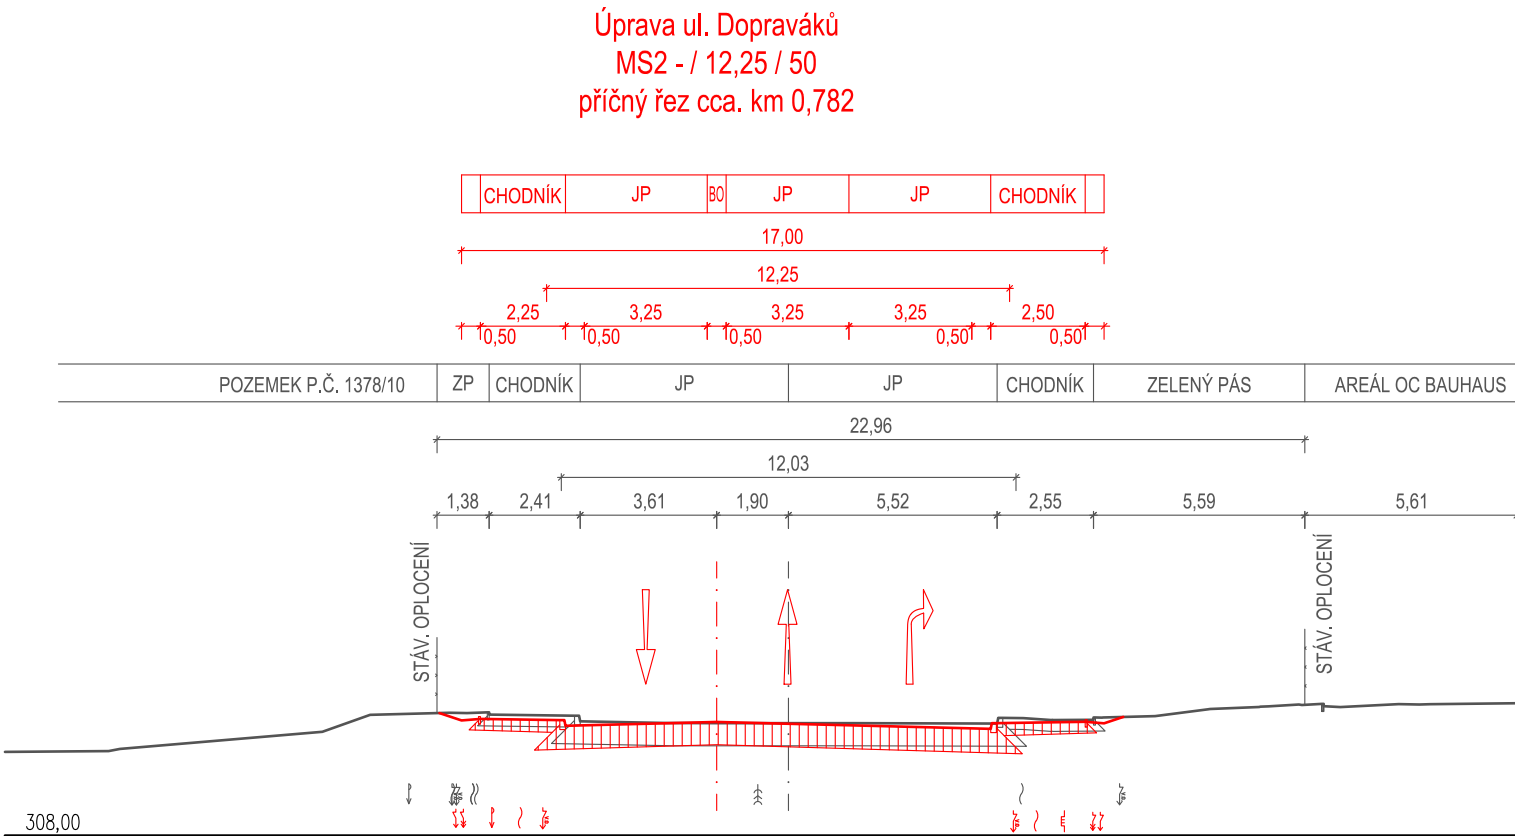 Úprava ul. Dopraváků
MS2 - / 12,25 / 50
příčný řez cca. km 0,782
CHODNÍK JP BO JP JP CHODNÍK
17,00
12,25
2,25 3,25 3,25 3,25 2,50
0,50 0,50 0,50 0,50 0,50
POZEMEK P.Č. 1378/10 ZP CHODNÍK JP JP CHODNÍK ZELENÝ PÁS AREÁL OC BAUHAUS
22,96
12,03
1,38 2,41 3,61 1,90 5,52 2,55 5,59 5,61
STÁV. OPLOCENÍ
STÁV. OPLOCENÍ
308,00